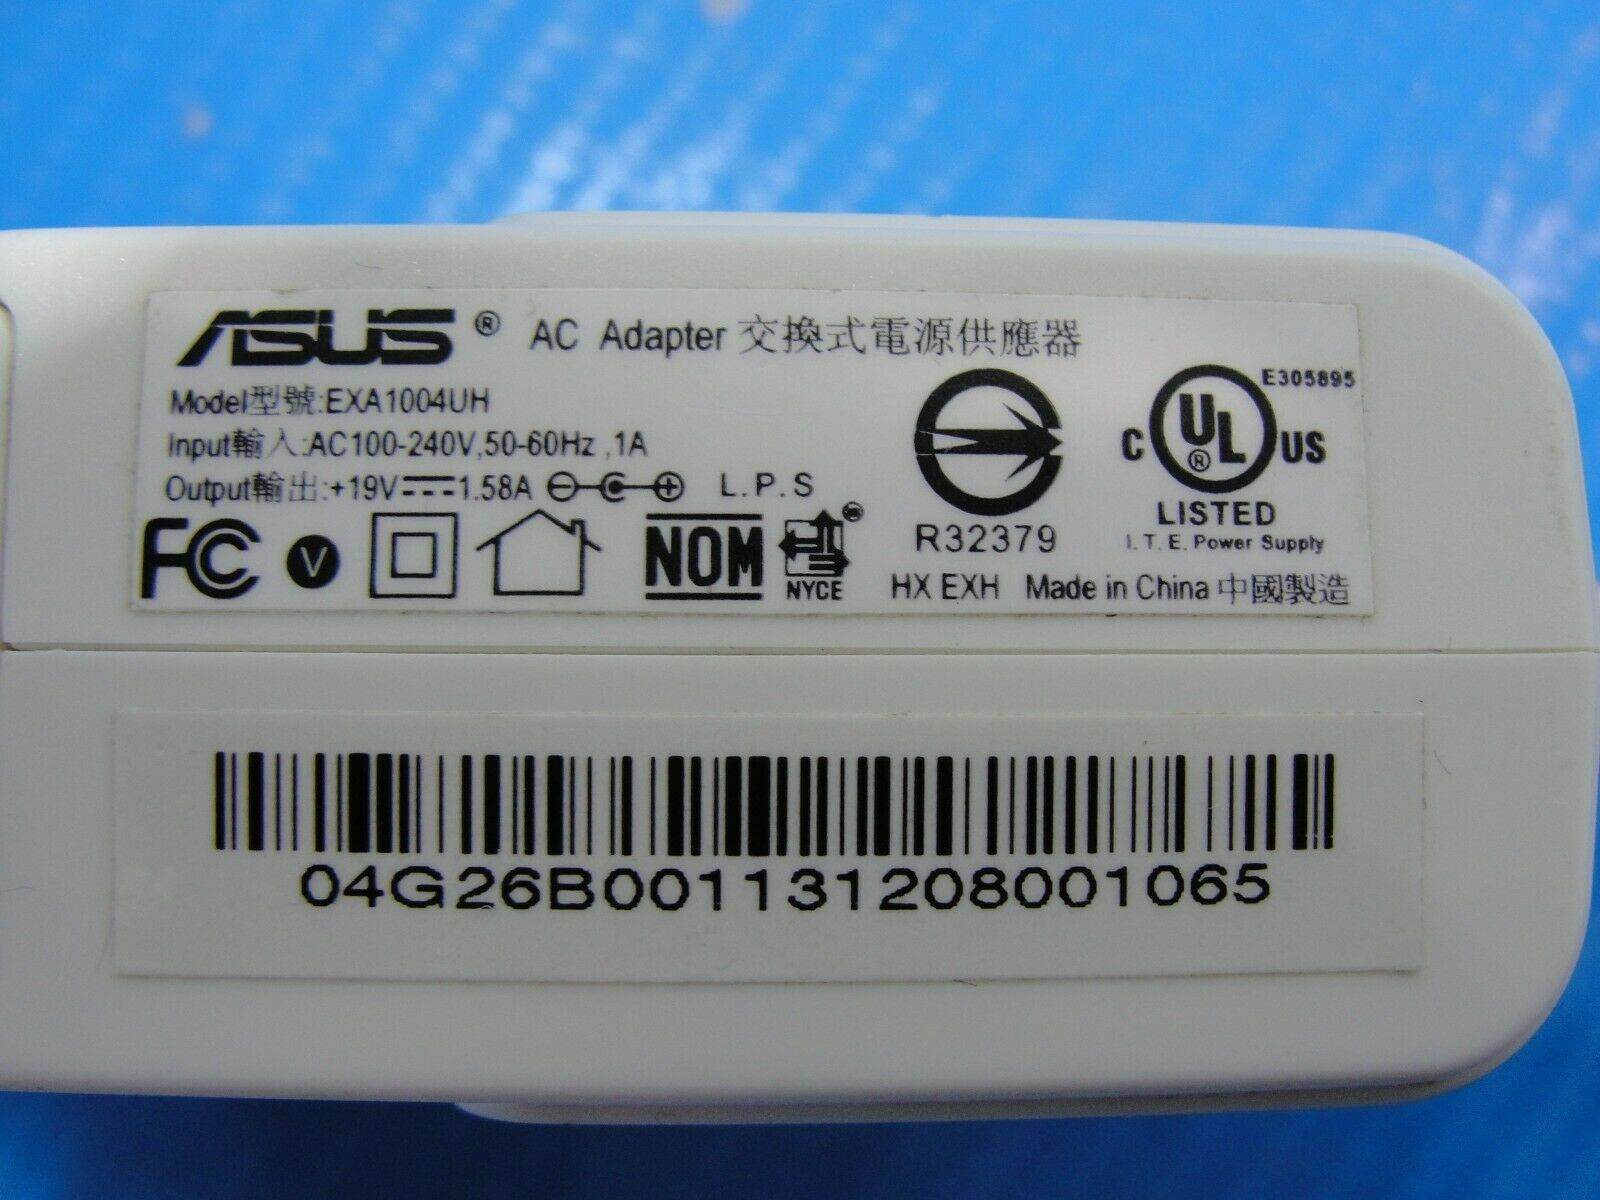 ASUS® AC Adapter 交換式電源供應器
Model型號:EXA1004UH
Input輸入:AC100-240V,50-60Hz ,1A
Output輸出:+19V 1.58A L.P.S
FC V NOM NYCE
R32379
E305895
C UL® US
LISTED
I.T.E. Power Supply
HX EXH Made in China 中國製造
04G26B001131208001065